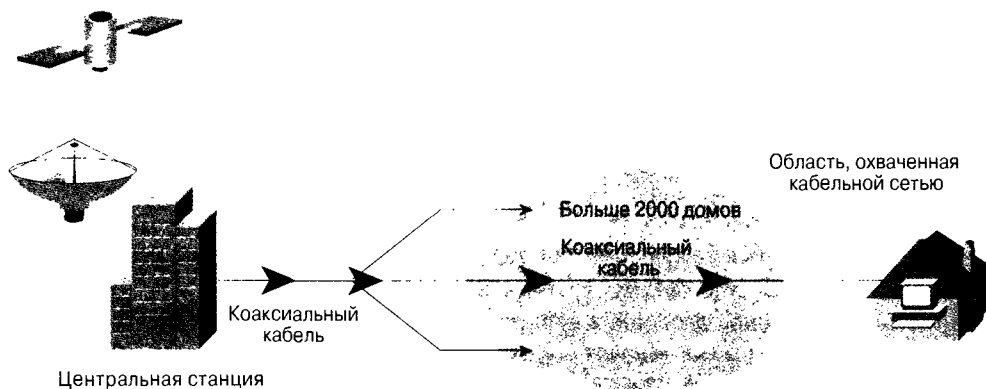 Область, охваченная
кабельной сетью
Больше 2000 домов
Коаксиальный
кабель
Коаксиальный
кабель
Центральная станция